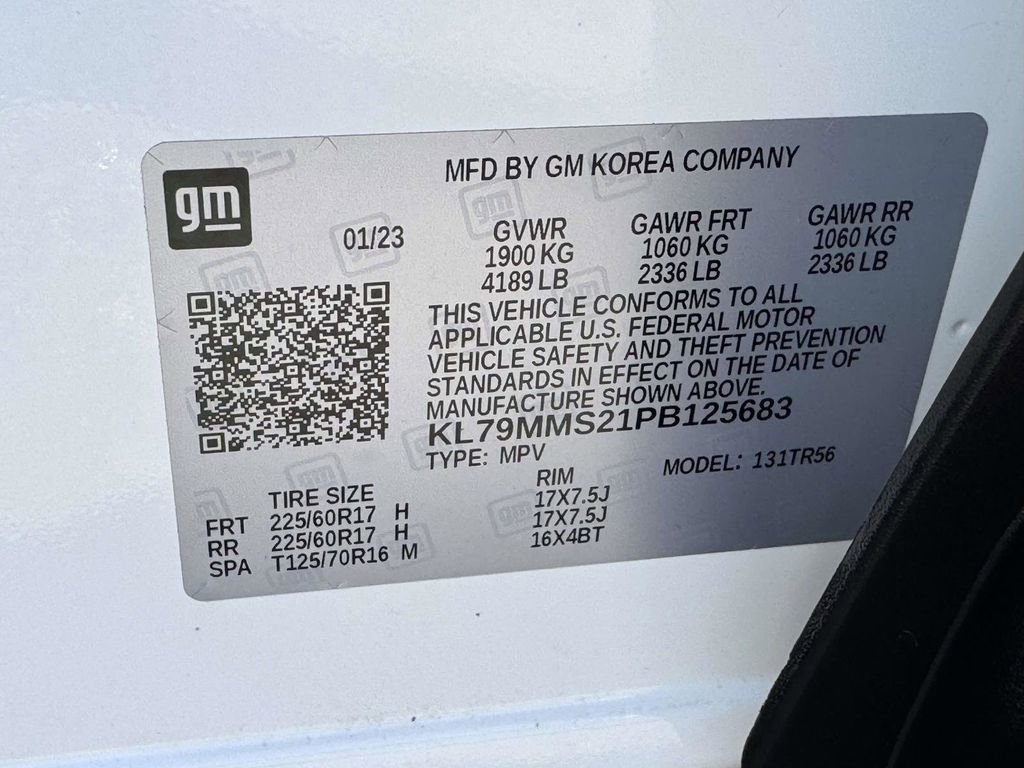 gm
MFD BY GM KOREA COMPANY
01/23
GVWR GAWR FRT GAWR RR
1900 KG 1060 KG 1060 KG
4189 LB 2336 LB 2336 LB
THIS VEHICLE CONFORMS TO ALL
APPLICABLE U.S. FEDERAL MOTOR
VEHICLE SAFETY AND THEFT PREVENTION
STANDARDS IN EFFECT ON THE DATE OF
MANUFACTURE SHOWN ABOVE.
KL79MMS21PB125683
TYPE: MPV MODEL: 131TR56
TIRE SIZE RIM
FRT 225/60R17 H 17X7.5J
RR 225/60R17 H 17X7.5J
SPA T125/70R16 M 16X4BT